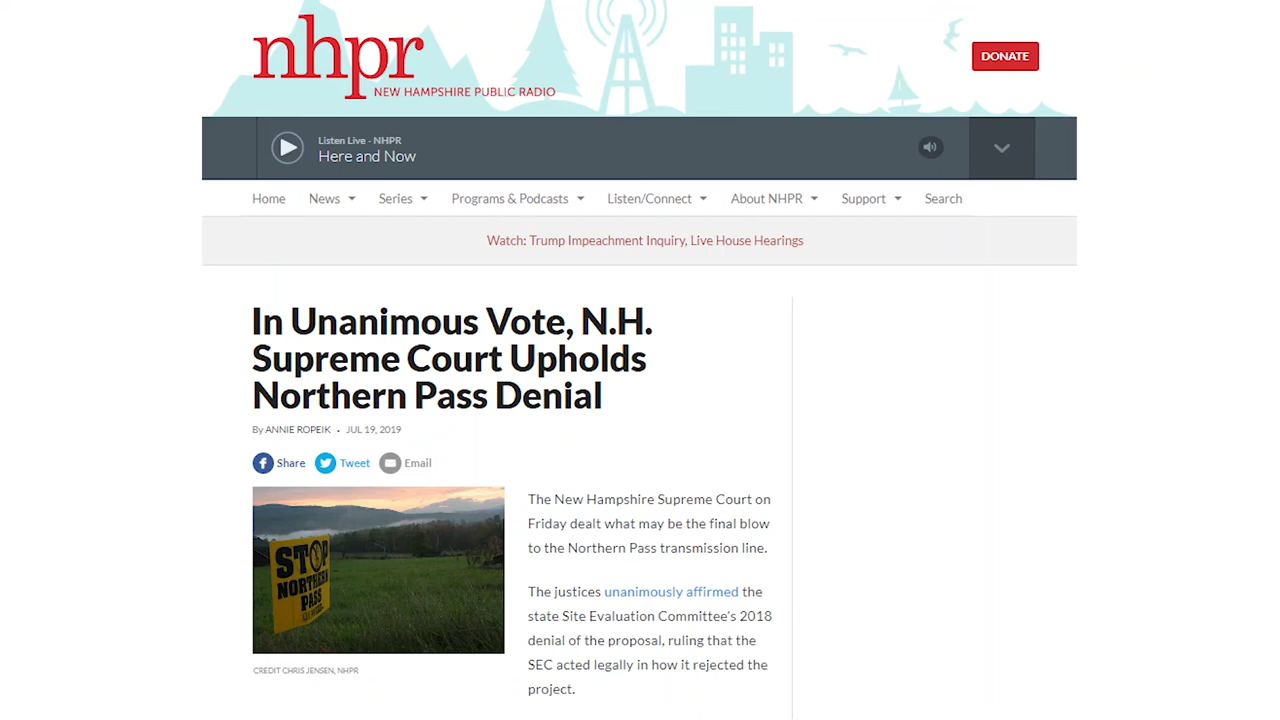 nhpr
NEW HAMPSHIRE PUBLIC RADIO
DONATE
Listen Live - NHPR
Here and Now
Home News Series Programs & Podcasts Listen/Connect About NHPR Support Search
Watch: Trump Impeachment Inquiry, Live House Hearings
In Unanimous Vote, N.H.
Supreme Court Upholds
Northern Pass Denial
By ANNIE ROPEIK • JUL 19, 2019
Share Tweet Email
STOP
NORTHERN
PASS
CREDIT CHRIS JENSEN, NHPR
The New Hampshire Supreme Court on
Friday dealt what may be the final blow
to the Northern Pass transmission line.
The justices unanimously affirmed the
state Site Evaluation Committee's 2018
denial of the proposal, ruling that the
SEC acted legally in how it rejected the
project.